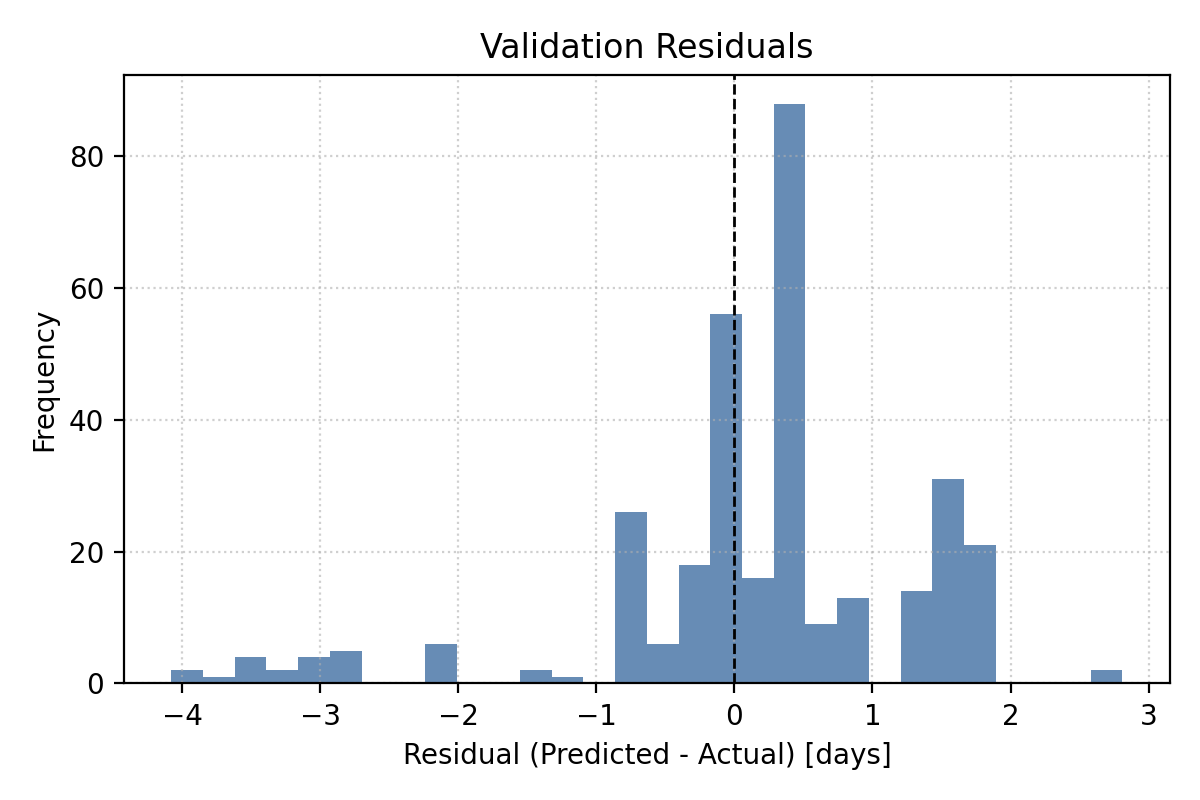 Validation Residuals
Frequency
80
60
40
20
0
−4 −3 −2 −1 0 1 2 3
Residual (Predicted - Actual) [days]